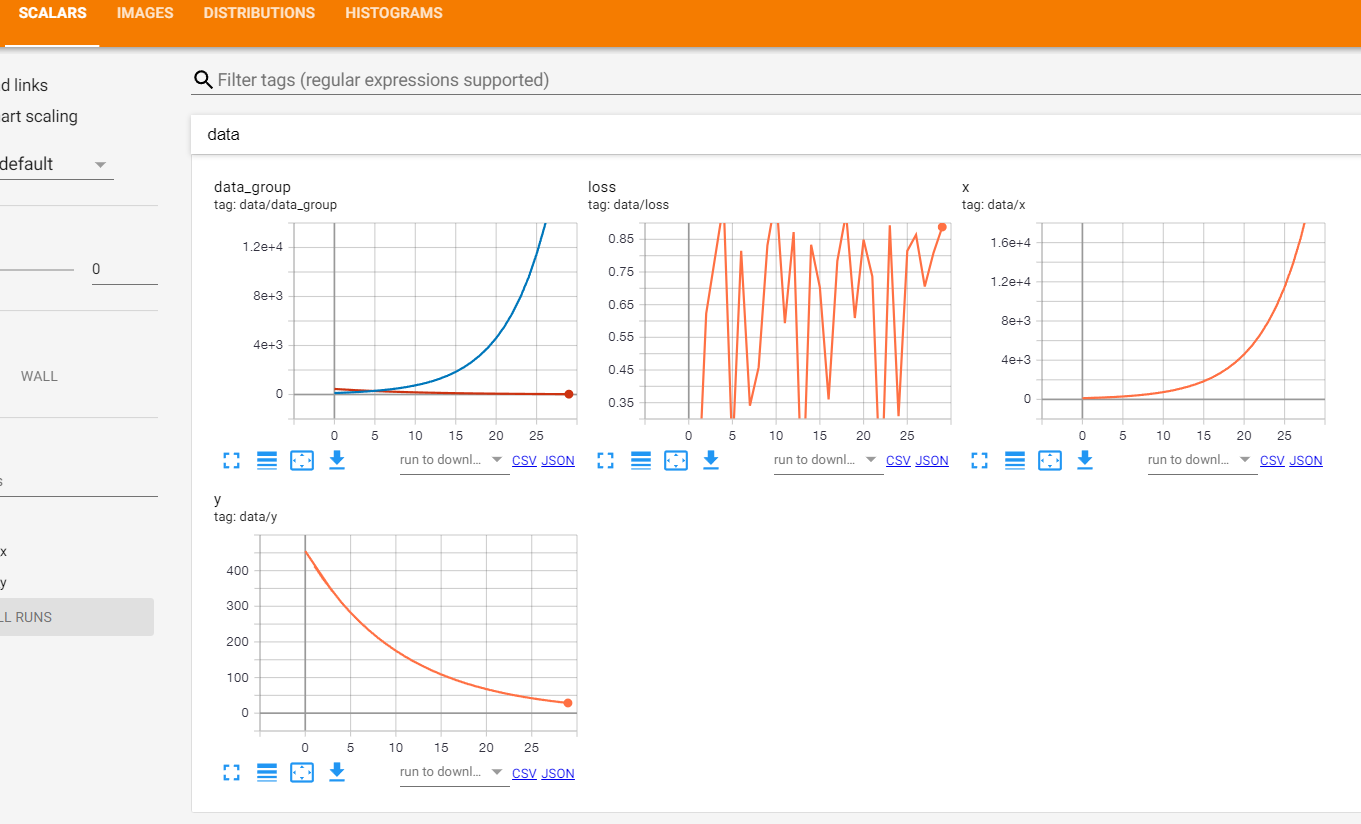 SCALARS IMAGES DISTRIBUTIONS HISTOGRAMS
d links
art scaling
default
0
WALL
s
x
y
LL RUNS
Filter tags (regular expressions supported)
data
data_group
tag: data/data_group
1.2e+4
8e+3
4e+3
0
0 5 10 15 20 25
run to downl... CSV JSON
loss
tag: data/loss
0.85
0.75
0.65
0.55
0.45
0.35
0 5 10 15 20 25
run to downl... CSV JSON
x
tag: data/x
1.6e+4
1.2e+4
8e+3
4e+3
0
0 5 10 15 20 25
run to downl... CSV JSON
y
tag: data/y
400
300
200
100
0
0 5 10 15 20 25
run to downl... CSV JSON